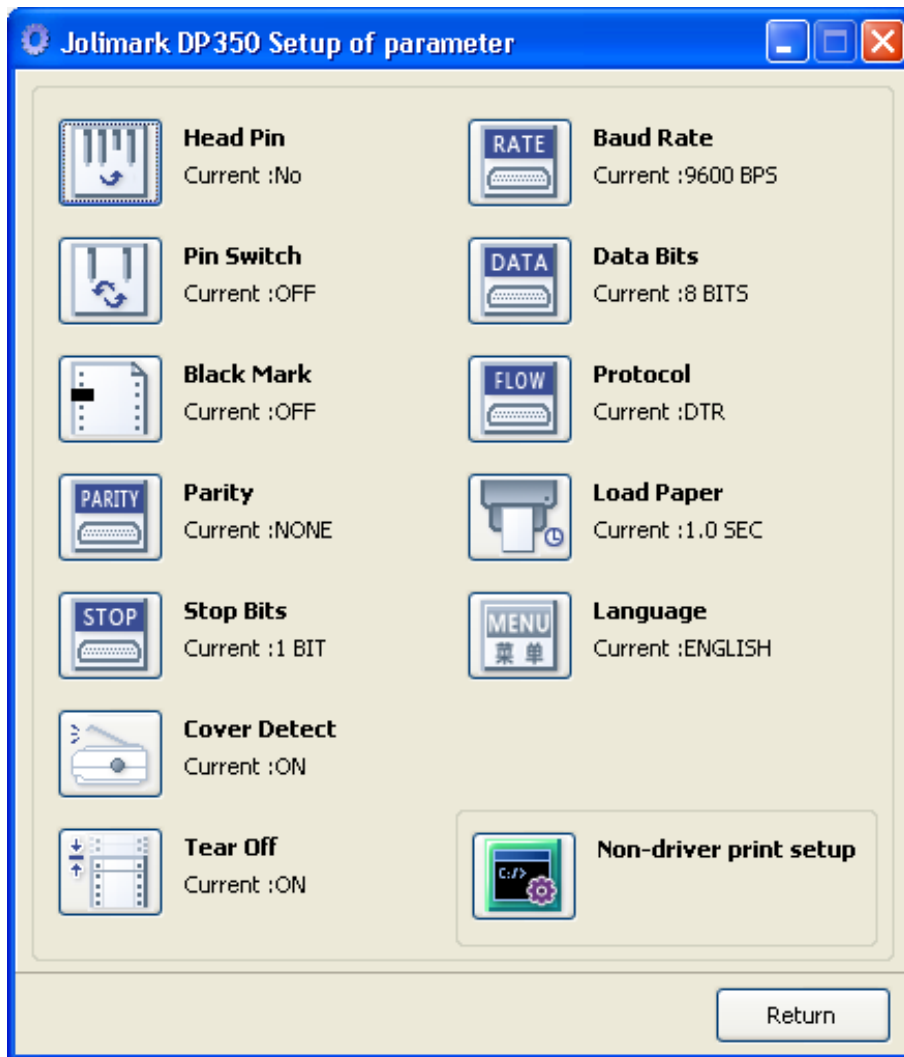 Jolimark DP350 Setup of parameter
Head Pin
Current :No
RATE
Baud Rate
Current :9600 BPS
Pin Switch
Current :OFF
DATA
Data Bits
Current :8 BITS
Black Mark
Current :OFF
FLOW
Protocol
Current :DTR
PARITY
Parity
Current :NONE
Load Paper
Current :1.0 SEC
STOP
Stop Bits
Current :1 BIT
MENU
菜单
Language
Current :ENGLISH
Cover Detect
Current :ON
Tear Off
Current :ON
C:/>
Non-driver print setup
Return